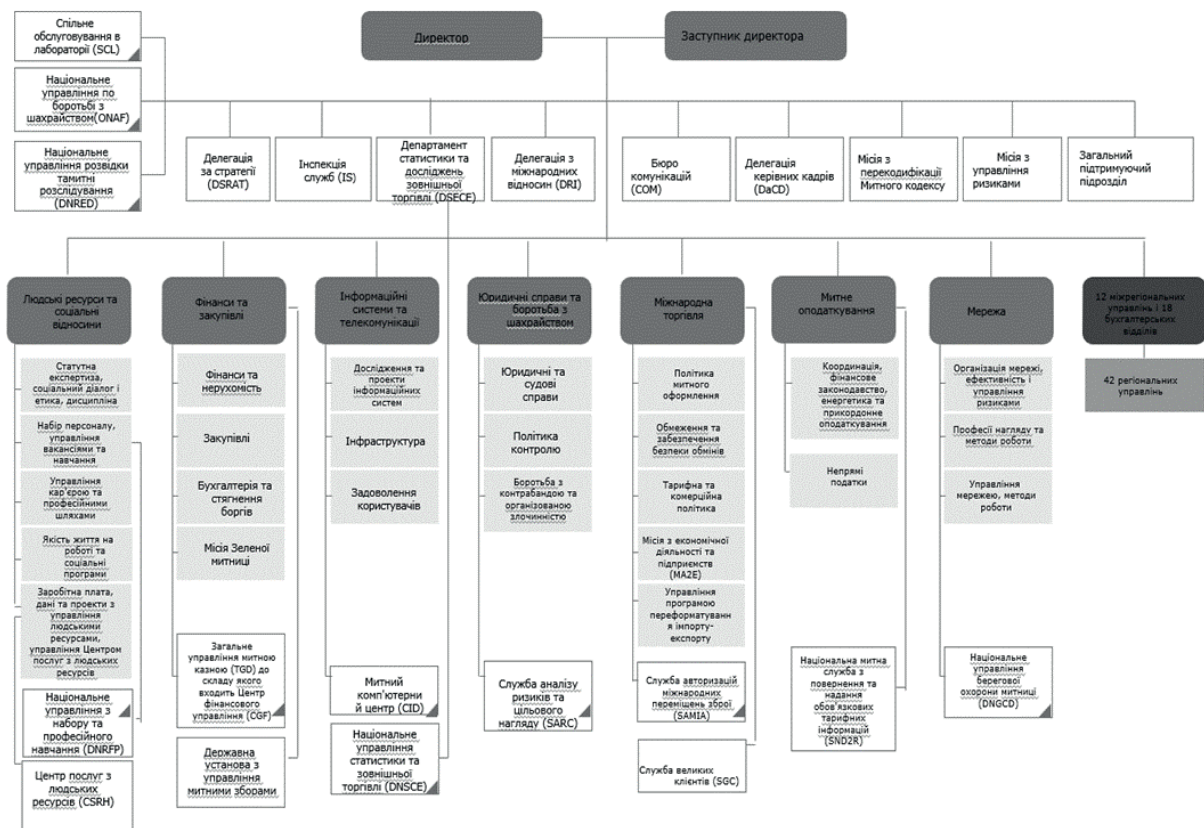 Директор
Заступник директора
Спільне
обслуговування в
лабораторії (SCL)
Національне
управління по
боротьбі з
шахрайством(ONAF)
Національне
управління розвідки
тамитні
розслідування
(DNRED)
Делегація
за стратегії (DSRAT)
Інспекція
служб (IS)
Департамент
статистики та
досліджень
зовнішньої
торгівлі (DSECE)
Делегація з
міжнародних
відносин (DRI)
Бюро
комунікацій (COM)
Делегація
керівних кадрів
(DaCD)
Місія з
перекодифікації
Митного кодексу
Місія з
управління
ризиками
Загальний
підтримуючий
підрозділ
Людські ресурси та
соціальні
відносини
Статутна
експертиза,
соціальний діалог і
етика, дисципліна
Набір персоналу,
управління
вакансіями та
навчання
Управління
кар'єрою та
професійними
шляхами
Якість життя на
роботі та
соціальні
програми
Заробітна плата,
дані та проекти з
управління
людськими
ресурсами,
управління Центром
послуг з людських
ресурсів
Національне
управління з
набору та
професійного
навчання (DNRFP)
Центр послуг з
людських
ресурсів (CSRH)
Фінанси та
закупівлі
Фінанси та
нерухомість
Закупівлі
Бухгалтерія та
стягнення
боргів
Місія Зеленої
митниці
Загальне
управління митною
казною (TGD) до
складу якого
входить Центр
фінансового
управління (CGF)
Державна
установа з
управління
митними зборами
Інформаційні
системи та
телекомунікації
Дослідження та
проекти
інформаційних
систем
Інфраструктура
Задоволення
користувачів
Митний
комп'ютерни
й центр (CID)
Національне
управління
статистики та
зовнішньої
торгівлі (DNSCE)
Юридичні справи та
боротьба з
шахрайством
Юридичні та
судові
справи
Політика
контролю
Боротьба з
контрабандою та
організованою
злочинністю
Служба аналізу
ризиків та
цільового
нагляду (SARC)
Міжнародна
торгівля
Політика
митного
оформлення
Обмеження та
забезпечення
безпеки обмінів
Тарифна та
комерційна
політика
Місія з економічної
діяльності та
підприємств
(MA2E)
Управління
програмою
переформатуванн
я імпорту-
експорту
Служба авторизацій
міжнародних
переміщень зброї
(SAMIA)
Служба великих
клієнтів (SGC)
Митне
оподаткування
Координація,
фінансове
законодавство,
енергетика та
прикордонне
оподаткування
Непрямі
податки
Національна митна
служба з
повернення та
надання
обов'язкових
тарифних
інформацій
(SND2R)
Мережа
Організація мережі,
ефективність і
управління
ризиками
Професії нагляду та
методи роботи
Управління
мережею, методи
роботи
Національне
управління
берегової
охорони митниці
(DNGCD)
12 міжрегіональних
управлінь і 18
бухгалтерських
відділів
42 регіональних
управлінь